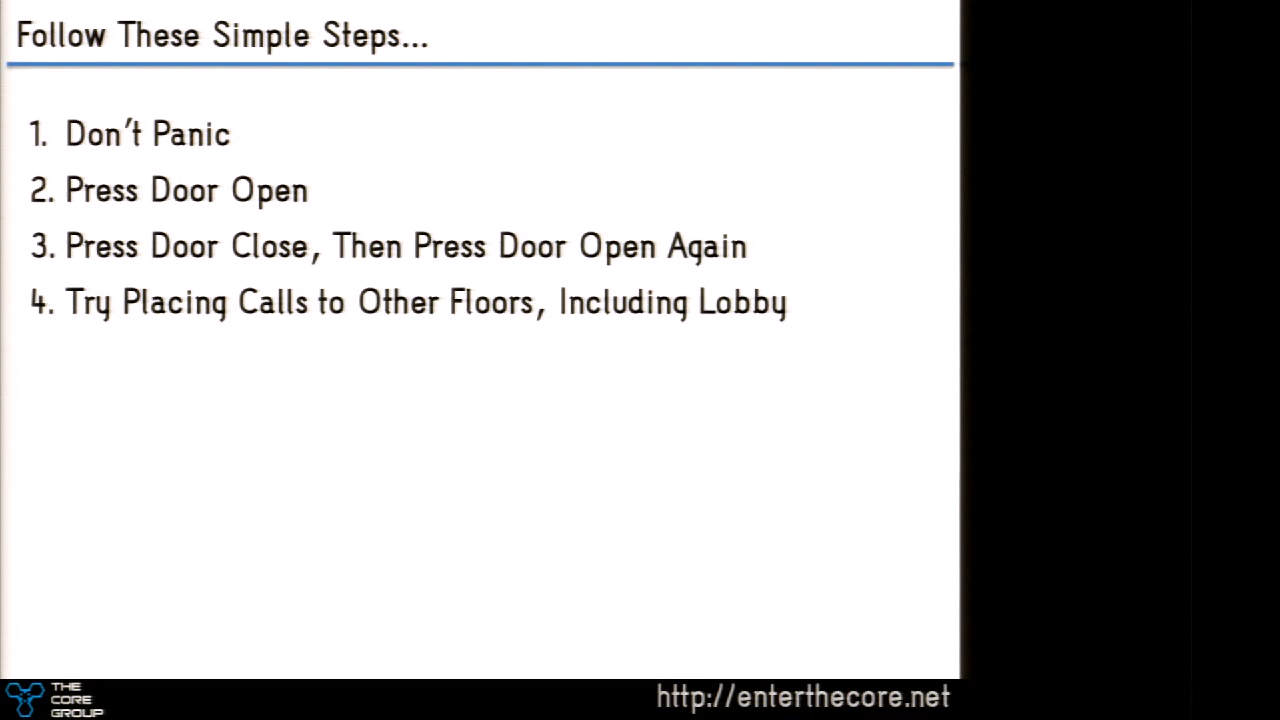 Follow These Simple Steps...
1. Don't Panic
2. Press Door Open
3. Press Door Close, Then Press Door Open Again
4. Try Placing Calls to Other Floors, Including Lobby
THE
CORE
GROUP
http://enterthecore.net